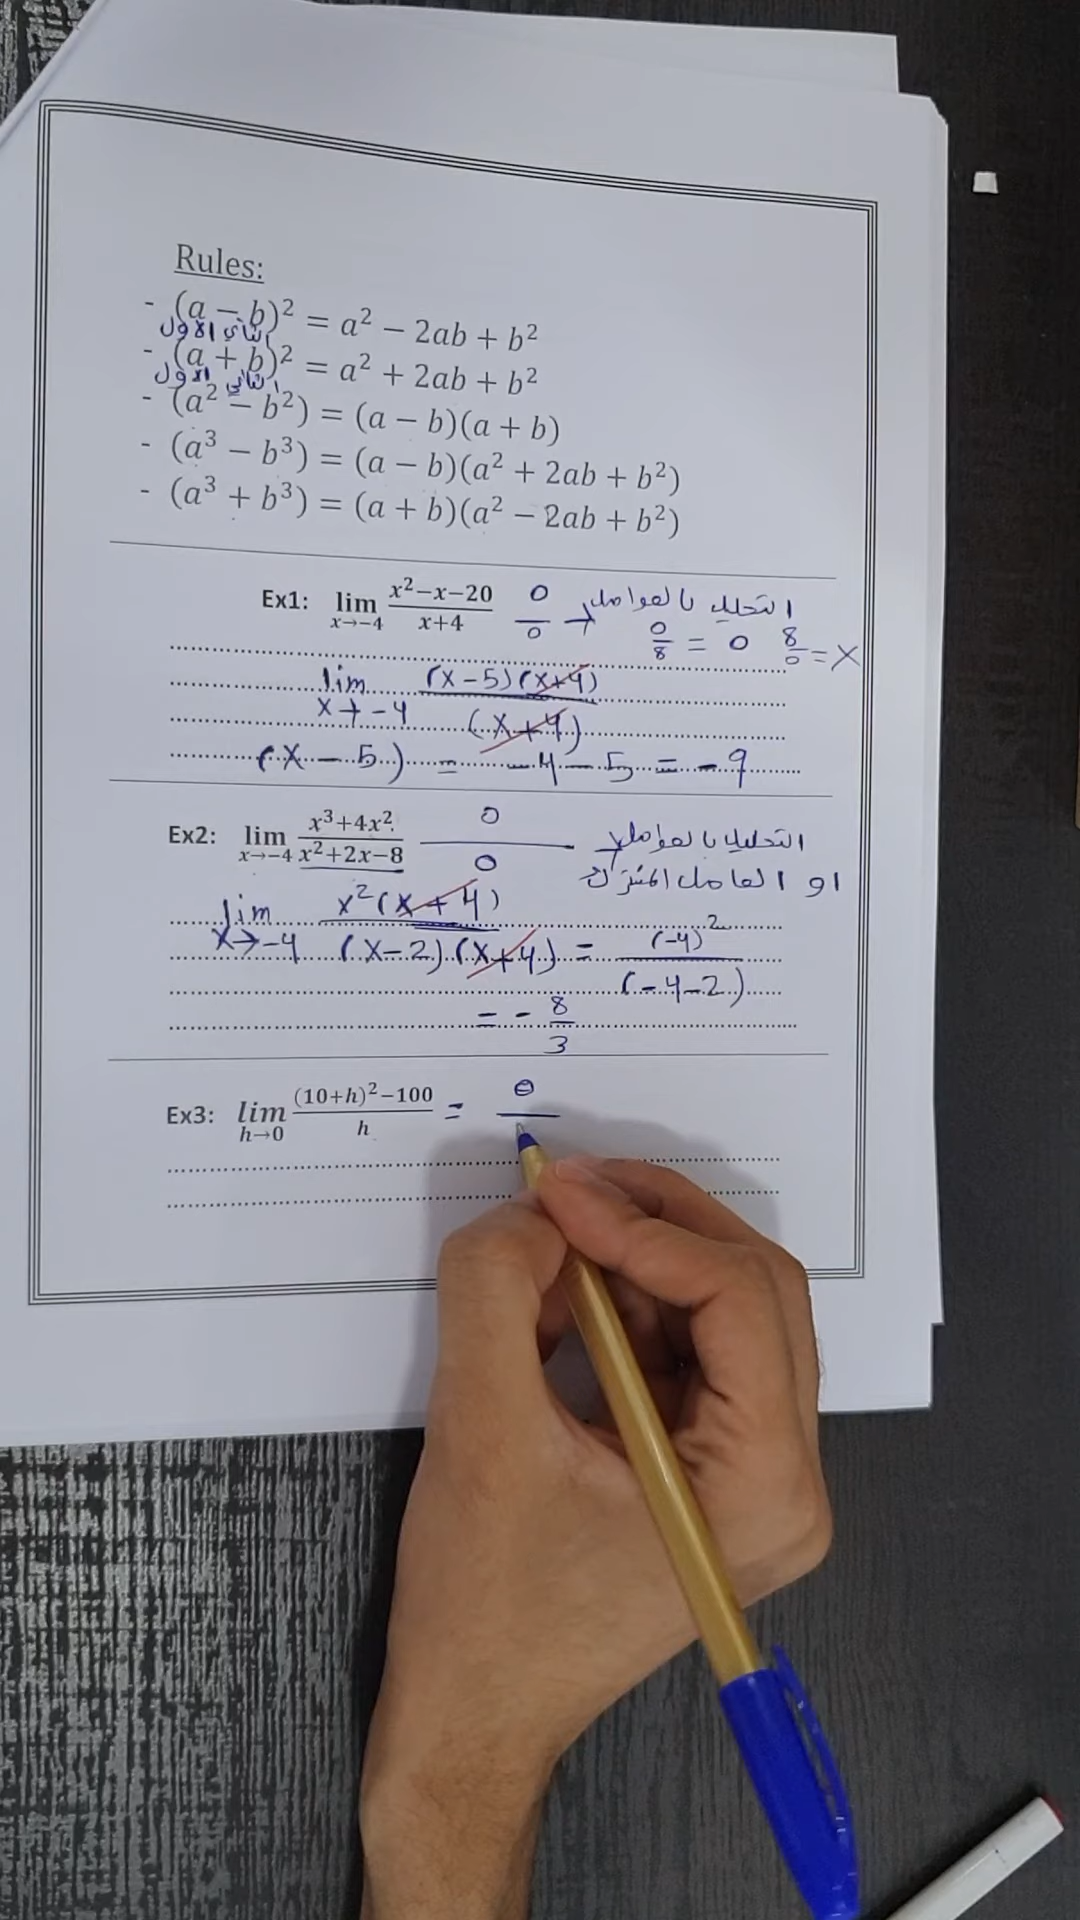 Rules:
- (a − b)² = a² − 2ab + b²
الثاني الاول
- (a + b)² = a² + 2ab + b²
الثاني الاول
- (a² − b²) = (a − b)(a + b)
- (a³ − b³) = (a − b)(a² + 2ab + b²)
- (a³ + b³) = (a + b)(a² − 2ab + b²)
Ex1: lim x→−4 (x²−x−20)/(x+4) 0/0 → التحليل بالعوامل
0/8 = 0 8/0 = X
lim x→−4 (x−5)(x+4)/(x+4)
(x − 5) = −4 − 5 = −9
Ex2: lim x→−4 (x³+4x²)/(x²+2x−8) 0/0 → التحليل بالعوامل
او العامل المشترك
lim x→−4 x²(x+4)/(x−2)(x+4) = (−4)²/(−4−2)
= − 8/3
Ex3: lim h→0 ((10+h)²−100)/h = 0/